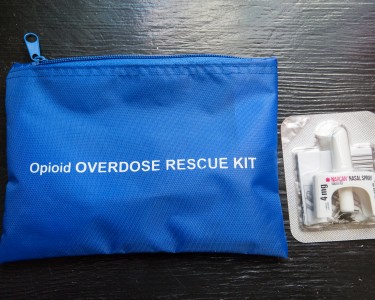 Opioid OVERDOSE RESCUE KIT
NARCAN NASAL SPRAY
4 mg